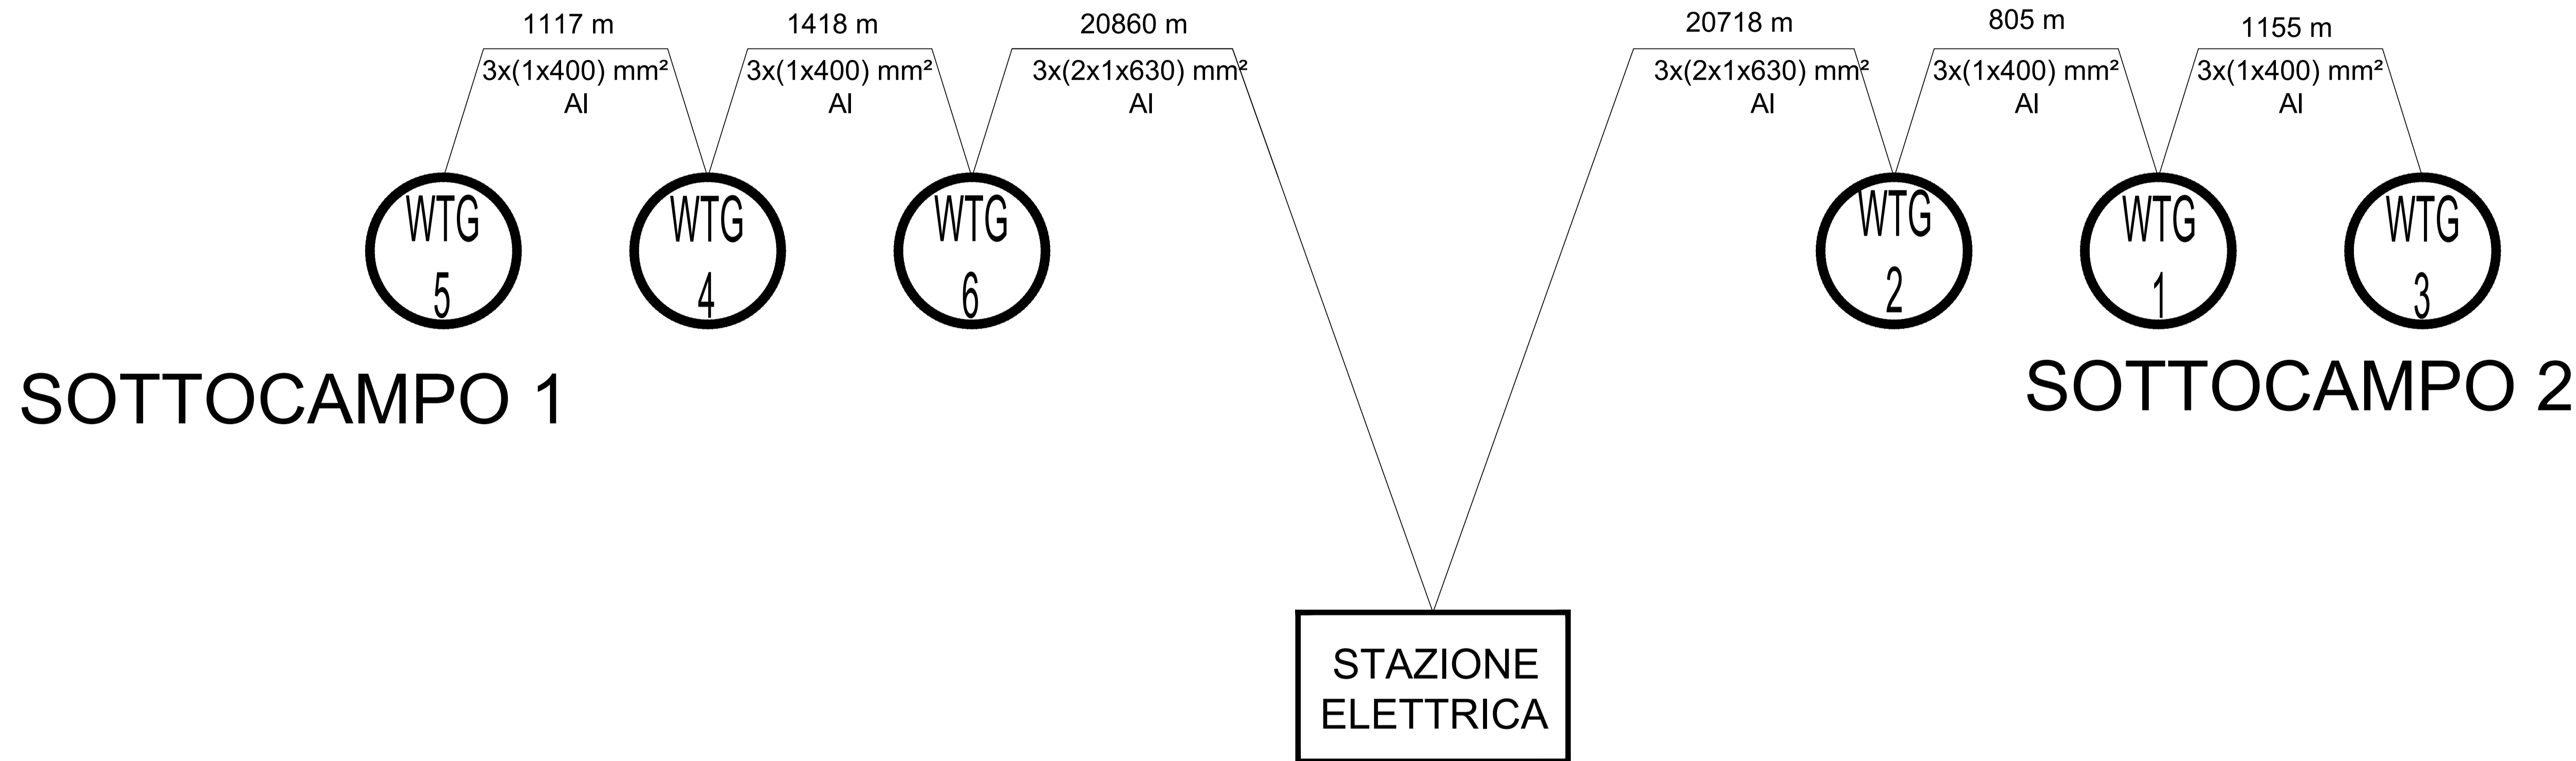 1117 m
3x(1x400) mm²
Al
1418 m
3x(1x400) mm²
Al
20860 m
3x(2x1x630) mm²
Al
20718 m
3x(2x1x630) mm²
Al
805 m
3x(1x400) mm²
Al
1155 m
3x(1x400) mm²
Al
WTG
5
WTG
4
WTG
6
WTG
2
WTG
1
WTG
3
SOTTOCAMPO 1
SOTTOCAMPO 2
STAZIONE
ELETTRICA